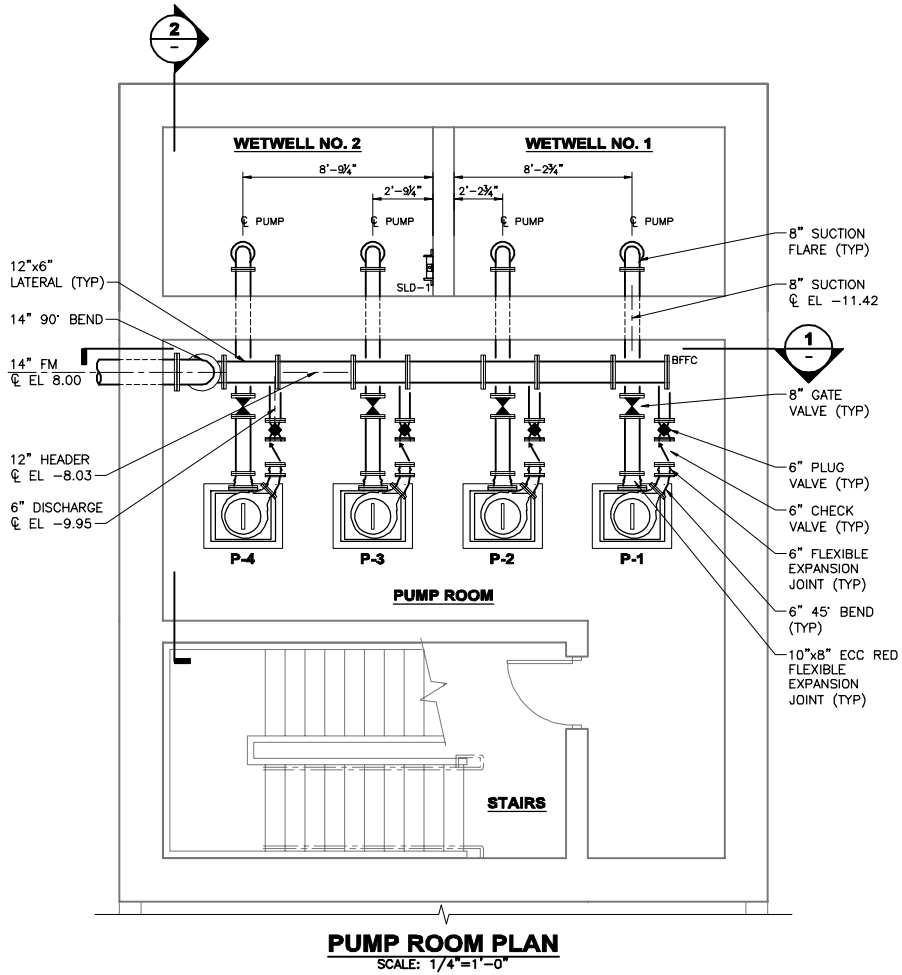 2
-
WETWELL NO. 2
WETWELL NO. 1
8'-9¼"
8'-2¾"
2'-9¼"
2'-2¾"
℄ PUMP
℄ PUMP
℄ PUMP
℄ PUMP
8" SUCTION
FLARE (TYP)
12"x6"
LATERAL (TYP)
SLD-1
8" SUCTION
℄ EL -11.42
14" 90° BEND
1
-
14" FM
℄ EL 8.00
BFFC
8" GATE
VALVE (TYP)
12" HEADER
℄ EL -8.03
6" PLUG
VALVE (TYP)
6" DISCHARGE
℄ EL -9.95
6" CHECK
VALVE (TYP)
P-4
P-3
P-2
P-1
6" FLEXIBLE
EXPANSION
JOINT (TYP)
PUMP ROOM
6" 45° BEND
(TYP)
10"x8" ECC RED
FLEXIBLE
EXPANSION
JOINT (TYP)
STAIRS
PUMP ROOM PLAN
SCALE: 1/4"=1'-0"